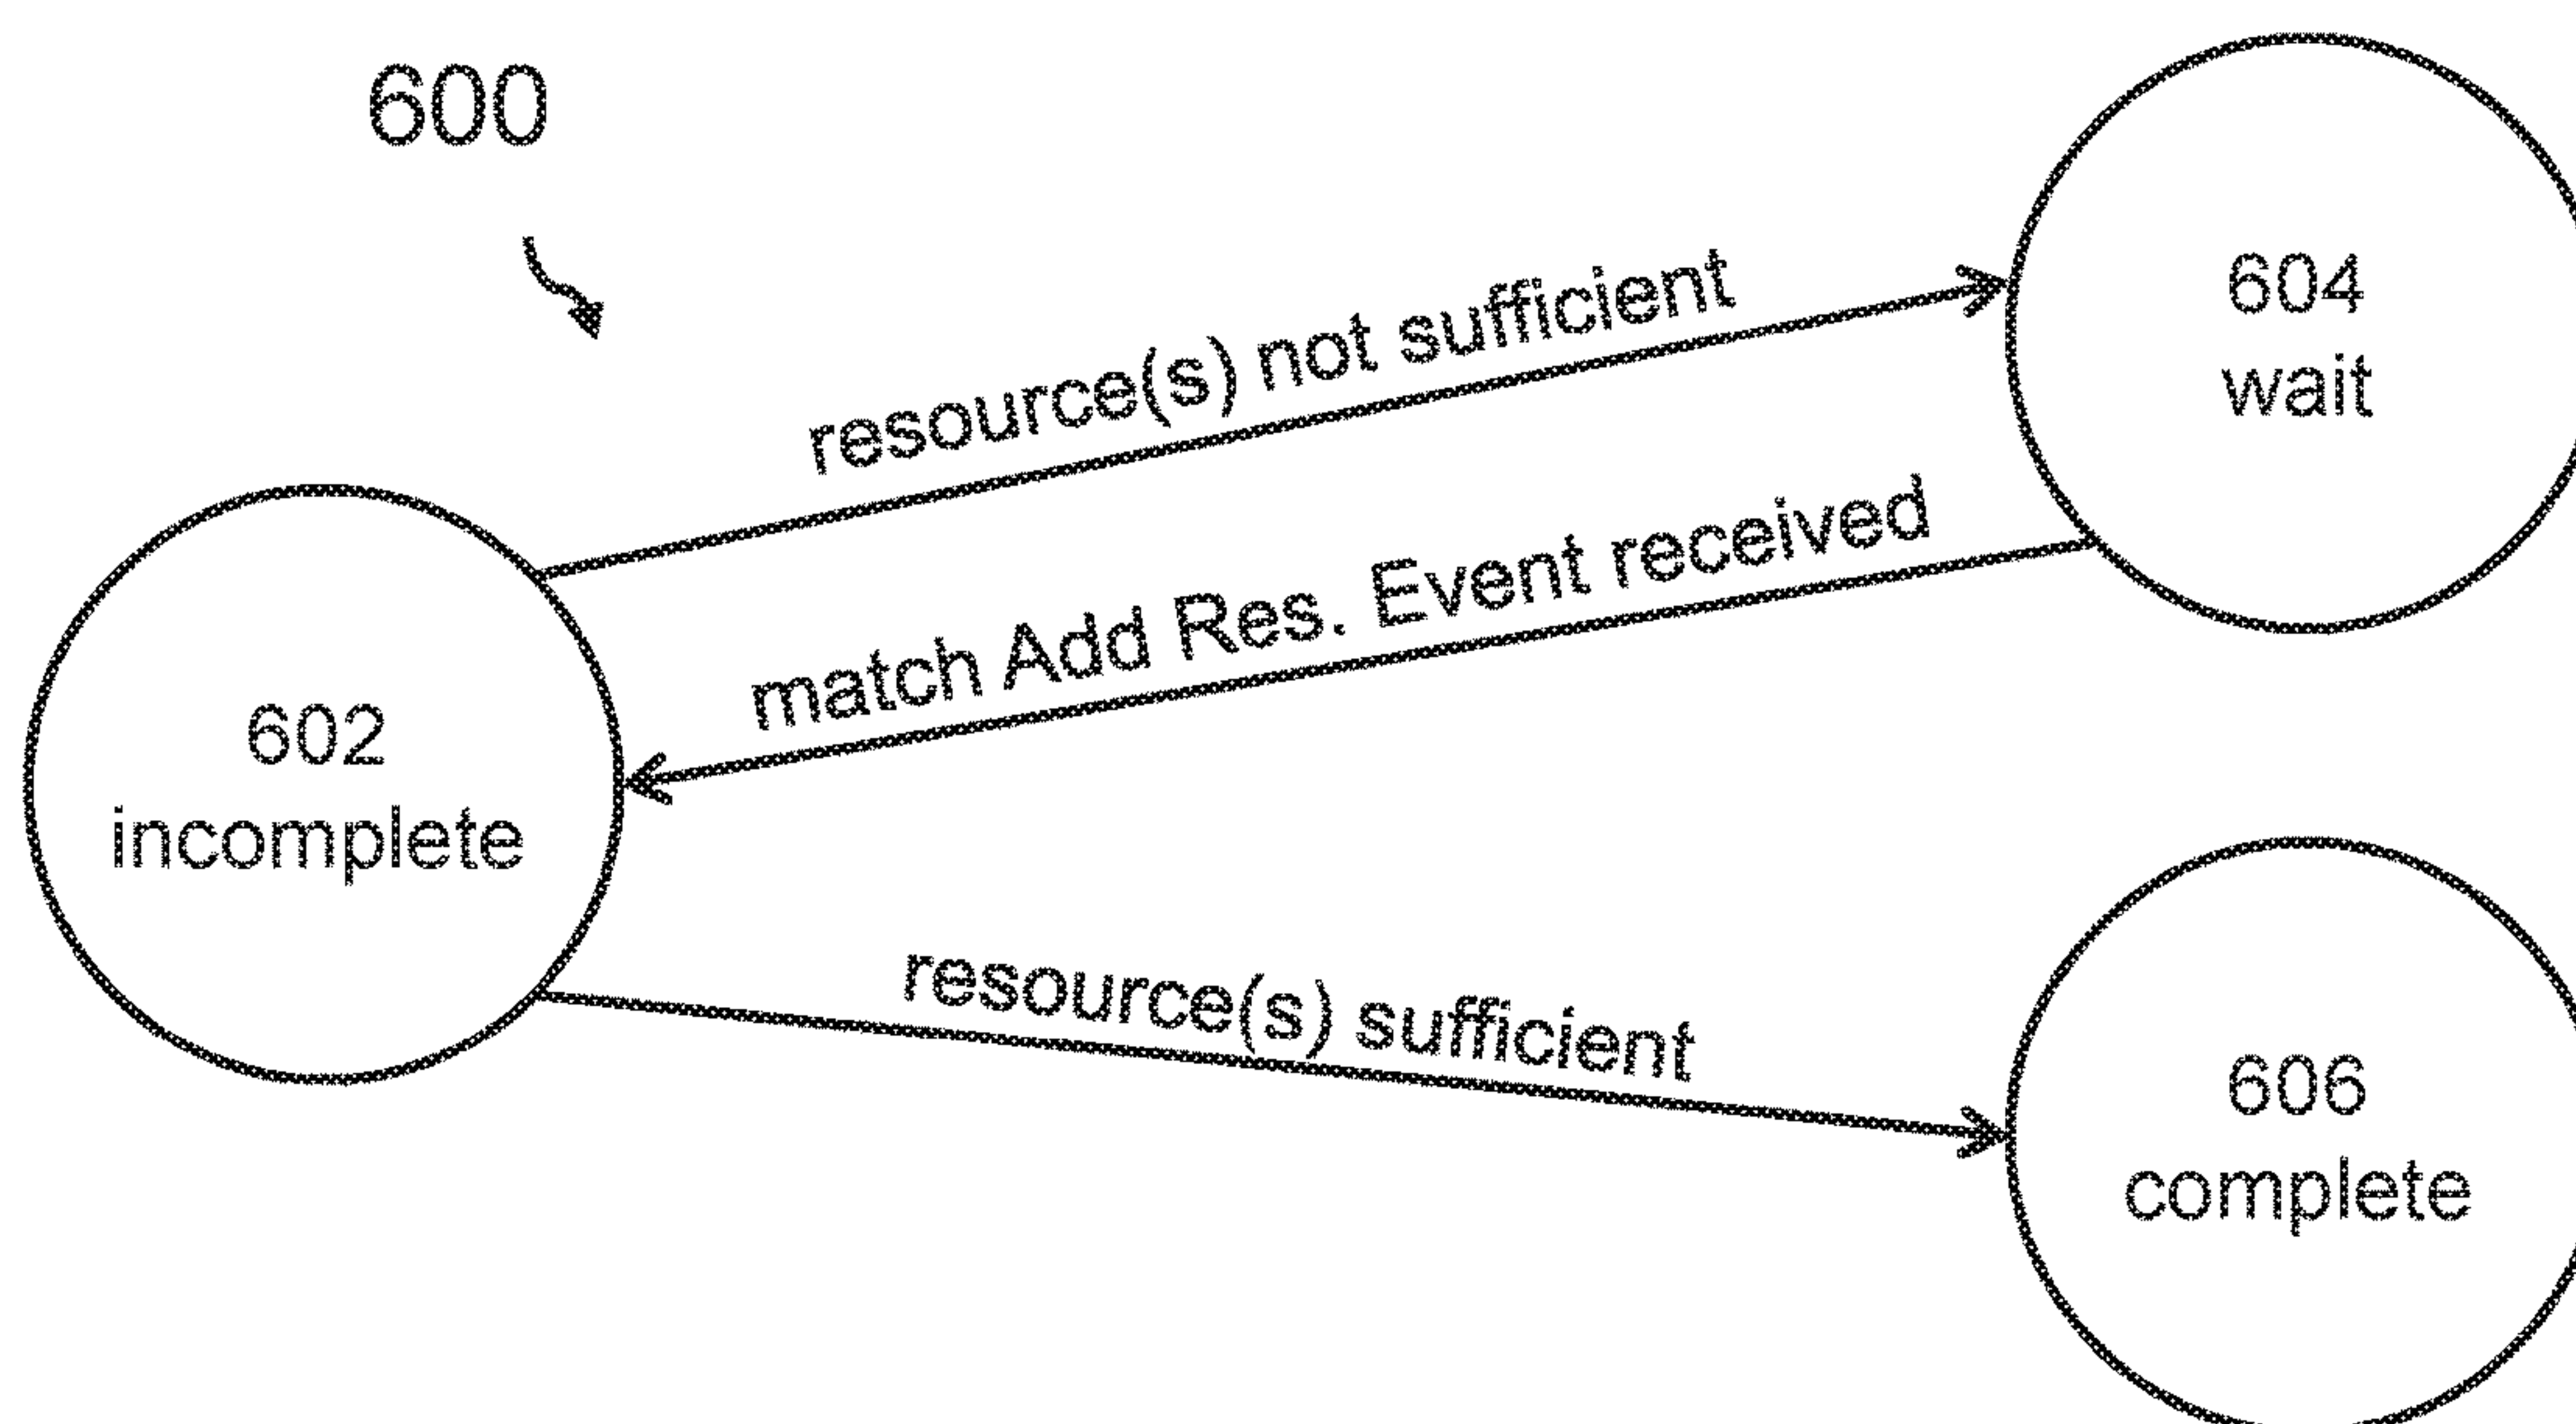 600
resource(s) not sufficient
604
wait
match Add Res. Event received
602
incomplete
resource(s) sufficient
606
complete